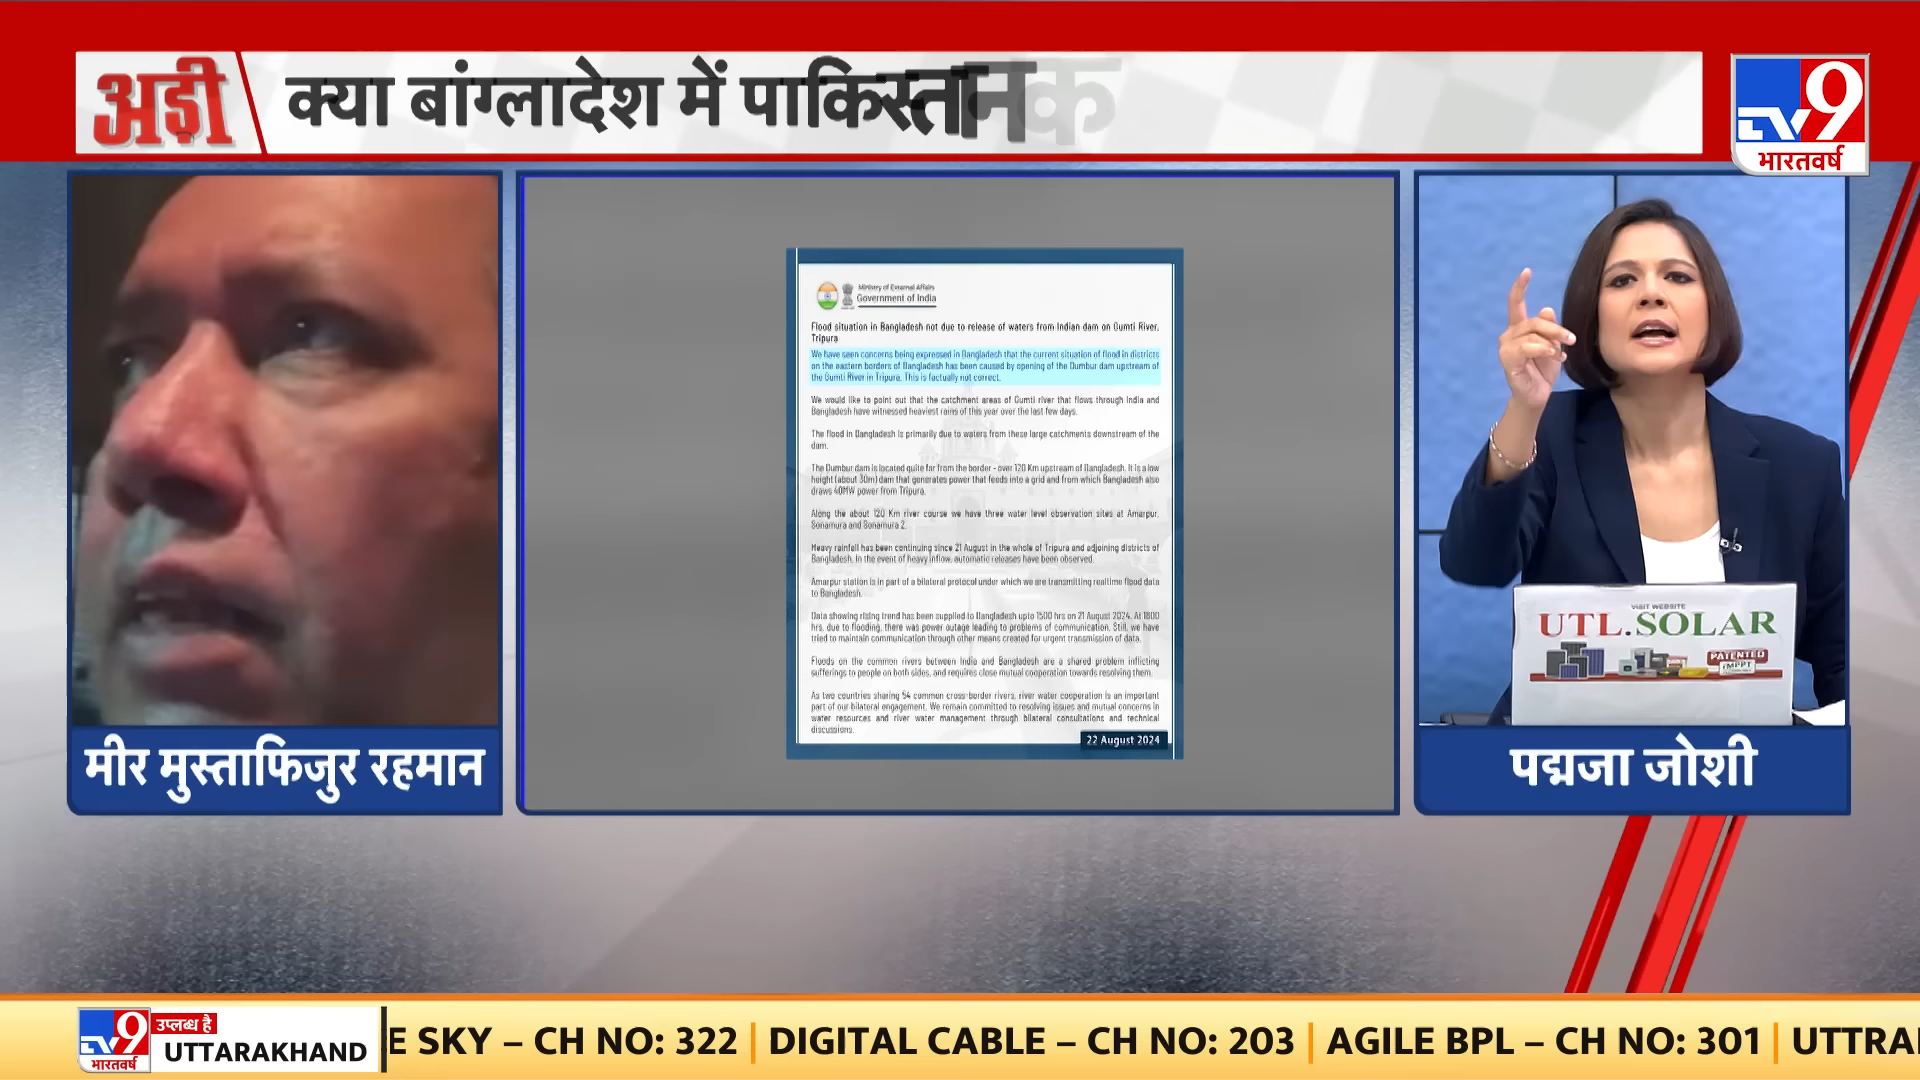 अड़ी
क्या बांग्लादेश में पाकिस्तान क
TV9
भारतवर्ष
Ministry of External Affairs
Government of India
Flood situation in Bangladesh not due to release of waters from Indian dam on Gumti River,
Tripura
We have seen concerns being expressed in Bangladesh that the current situation of flood in districts
on the eastern borders of Bangladesh has been caused by opening of the Dumbur dam upstream of
the Gumti River in Tripura. This is factually not correct.
We would like to point out that the catchment areas of Gumti river that flows through India and
Bangladesh have witnessed heaviest rains of this year over the last few days.
The flood in Bangladesh is primarily due to waters from these large catchments downstream of the
dam.
The Dumbur dam is located quite far from the border - over 120 Km upstream of Bangladesh. It is a low
height (about 30m) dam that generates power that feeds into a grid and from which Bangladesh also
draws 40MW power from Tripura.
Along the about 120 Km river course we have three water level observation sites at Amarpur,
Sonamura and Sonamura 2.
Heavy rainfall has been continuing since 21 August in the whole of Tripura and adjoining districts of
Bangladesh. In the event of heavy inflow, automatic releases have been observed.
Amarpur station is in part of a bilateral protocol under which we are transmitting realtime flood data
to Bangladesh.
Data showing rising trend has been supplied to Bangladesh upto 1500 hrs on 21 August 2024. At 1800
hrs, due to flooding, there was power outage leading to problems of communication. Still, we have
tried to maintain communication through other means created for urgent transmission of data.
Floods on the common rivers between India and Bangladesh are a shared problem inflicting
sufferings to people on both sides, and requires close mutual cooperation towards resolving them.
As two countries sharing 54 common cross-border rivers, river water cooperation is an important
part of our bilateral engagement. We remain committed to resolving issues and mutual concerns in
water resources and river water management through bilateral consultations and technical
discussions.
22 August 2024
VISIT WEBSITE
UTL.SOLAR
PATENTED
rMPPT
मीर मुस्ताफिजुर रहमान
पद्मजा जोशी
TV9
भारतवर्ष
उपलब्ध है
UTTARAKHAND
E SKY – CH NO: 322 | DIGITAL CABLE – CH NO: 203 | AGILE BPL – CH NO: 301 | UTTRA